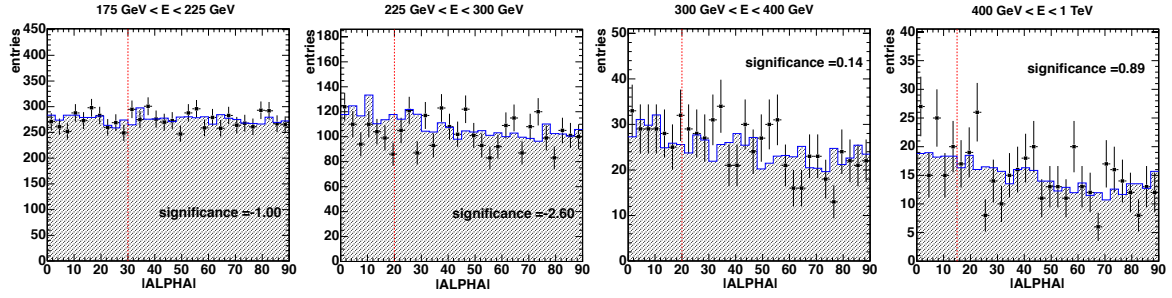 175 GeV < E < 225 GeV
entries
450
400
350
300
250
200
150
100
50
0
significance =-1.00
0 10 20 30 40 50 60 70 80 90
|ALPHA|
225 GeV < E < 300 GeV
entries
180
160
140
120
100
80
60
40
20
0
significance =-2.60
0 10 20 30 40 50 60 70 80 90
|ALPHA|
300 GeV < E < 400 GeV
entries
50
40
30
20
10
0
significance =0.14
0 10 20 30 40 50 60 70 80 90
|ALPHA|
400 GeV < E < 1 TeV
entries
40
35
30
25
20
15
10
5
0
significance =0.89
0 10 20 30 40 50 60 70 80 90
|ALPHA|